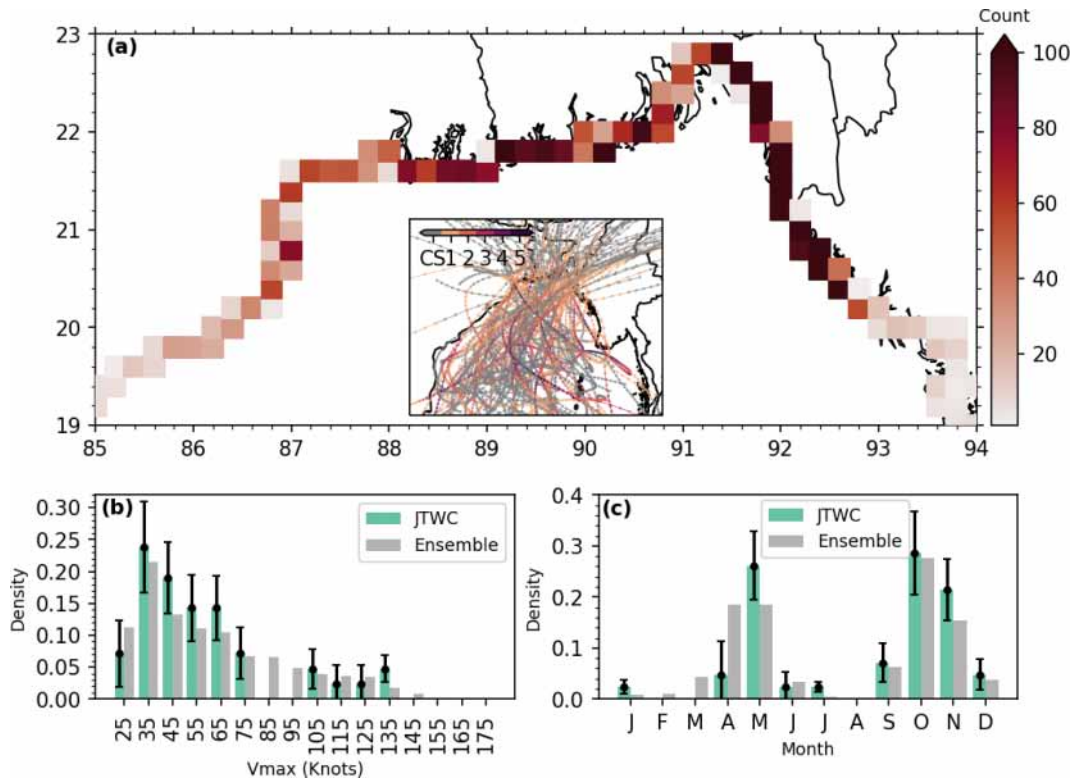 Count
(a)
23
22
21
20
19
100
80
60
40
20
CS 1 2 3 4 5
85 86 87 88 89 90 91 92 93 94
(b)
JTWC
Ensemble
0.30
0.25
0.20
0.15
0.10
0.05
0.00
Density
25 35 45 55 65 75 85 95 105 115 125 135 145 155 165 175
Vmax (Knots)
(c)
JTWC
Ensemble
0.4
0.3
0.2
0.1
0.0
Density
J F M A M J J A S O N D
Month